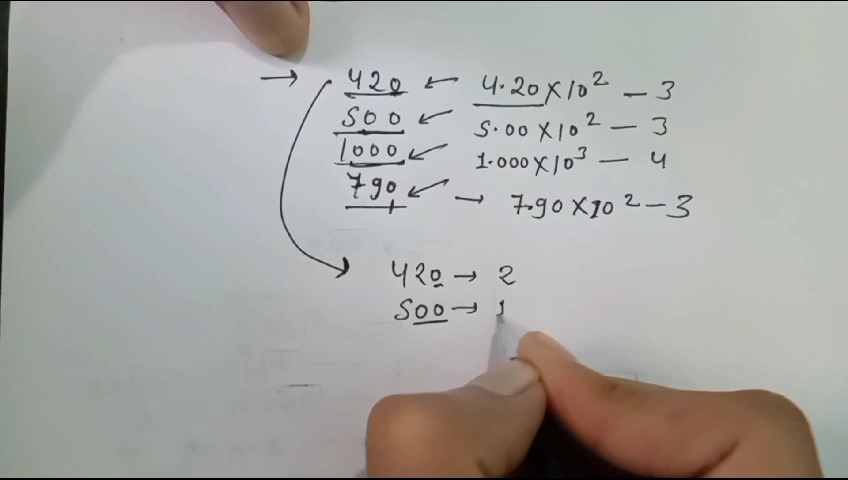 → 420 ← 4.20 × 10² – 3
500 ← 5.00 × 10² – 3
1000 ← 1.000 × 10³ – 4
790 ← → 7.90 × 10² – 3
420 → 2
500 → 1